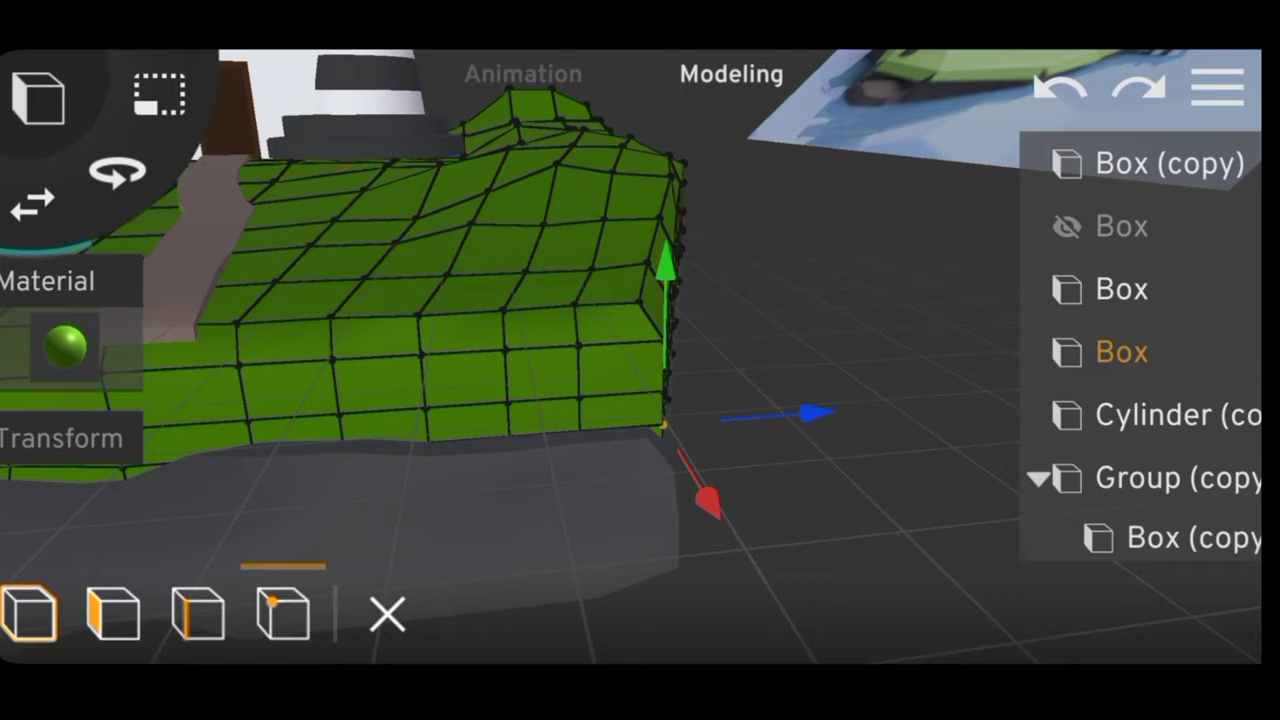 Animation
Modeling
Material
Transform
Box (copy)
Box
Box
Box
Cylinder (co
Group (copy
Box (copy